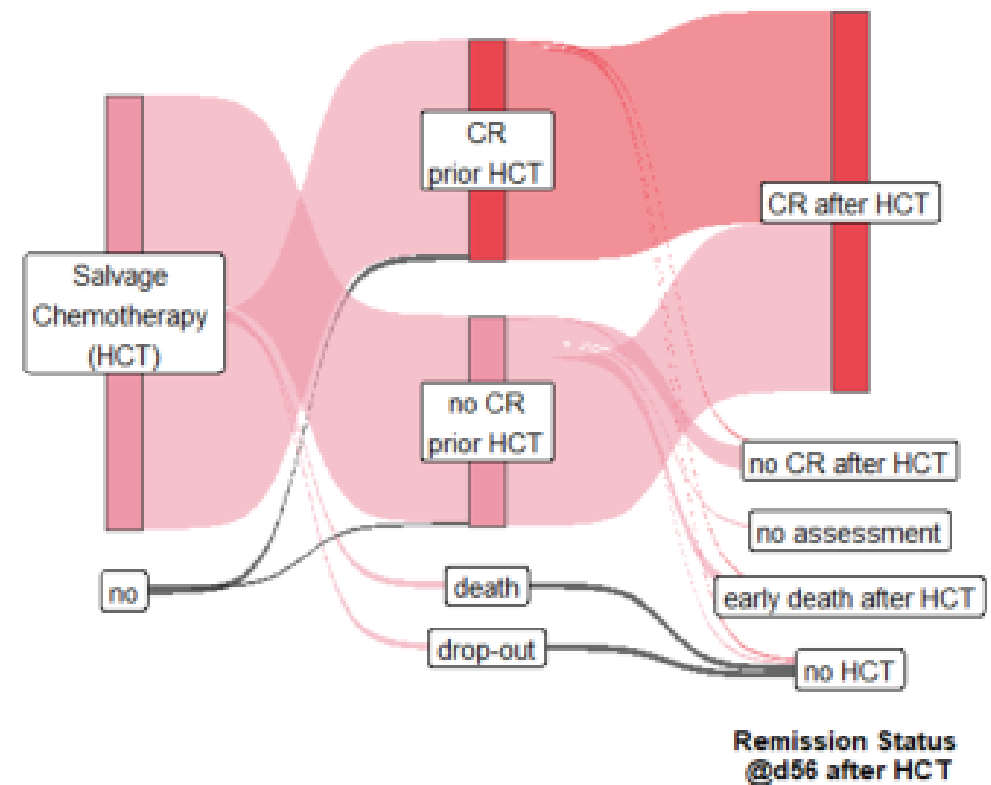 Salvage
Chemotherapy
(HCT)
no
CR
prior HCT
no CR
prior HCT
death
drop-out
CR after HCT
no CR after HCT
no assessment
early death after HCT
no HCT
Remission Status
@d56 after HCT